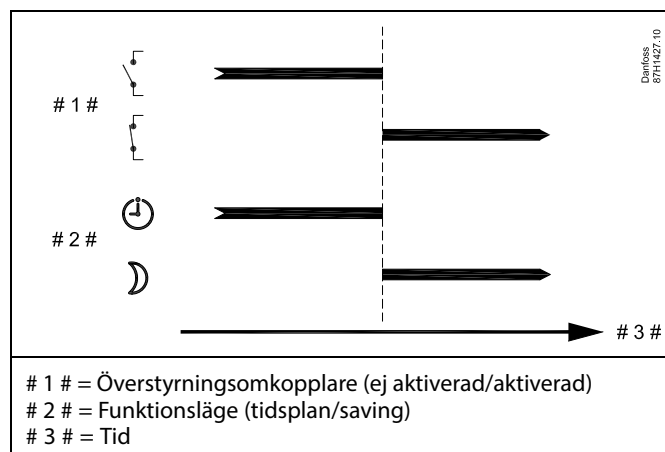 Danfoss
87H1427.10
# 1 #
# 2 #
# 3 #
# 1 # = Överstyrningsomkopplare (ej aktiverad/aktiverad)
# 2 # = Funktionsläge (tidsplan/saving)
# 3 # = Tid